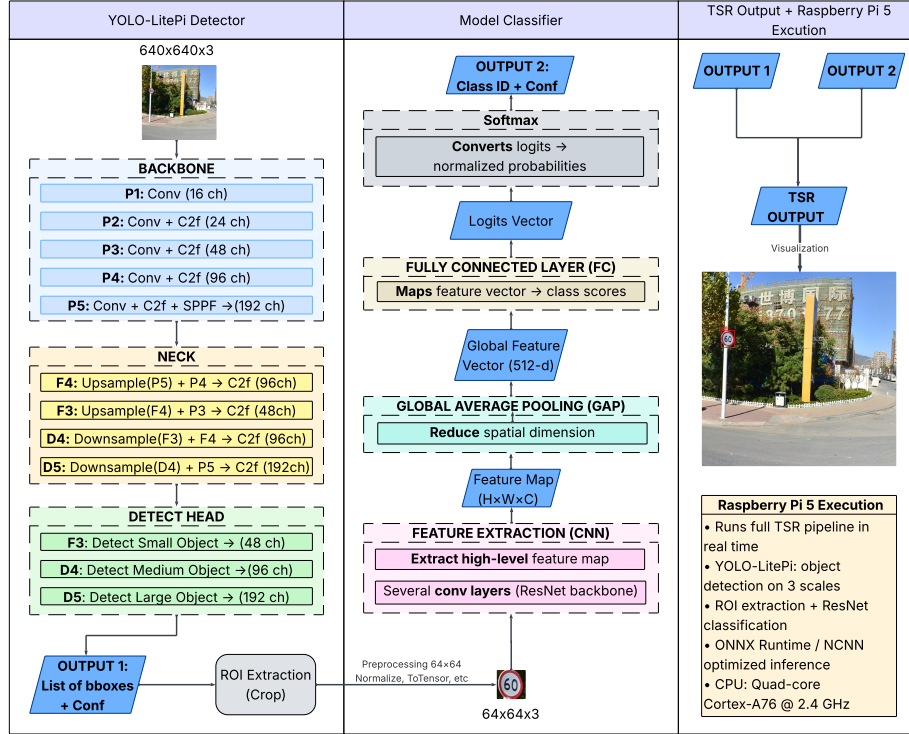 YOLO-LitePi Detector
640x640x3
BACKBONE
P1: Conv (16 ch)
P2: Conv + C2f (24 ch)
P3: Conv + C2f (48 ch)
P4: Conv + C2f (96 ch)
P5: Conv + C2f + SPPF →(192 ch)
NECK
F4: Upsample(P5) + P4 → C2f (96ch)
F3: Upsample(F4) + P3 → C2f (48ch)
D4: Downsample(F3) + F4 → C2f (96ch)
D5: Downsample(D4) + P5 → C2f (192ch)
DETECT HEAD
F3: Detect Small Object → (48 ch)
D4: Detect Medium Object →(96 ch)
D5: Detect Large Object → (192 ch)
OUTPUT 1:
List of bboxes
+ Conf
ROI Extraction
(Crop)
Preprocessing 64×64
Normalize, ToTensor, etc
Model Classifier
OUTPUT 2:
Class ID + Conf
Softmax
Converts logits →
normalized probabilities
Logits Vector
FULLY CONNECTED LAYER (FC)
Maps feature vector → class scores
Global Feature
Vector (512-d)
GLOBAL AVERAGE POOLING (GAP)
Reduce spatial dimension
Feature Map
(H×W×C)
FEATURE EXTRACTION (CNN)
Extract high-level feature map
Several conv layers (ResNet backbone)
60
64x64x3
TSR Output + Raspberry Pi 5
Excution
OUTPUT 1
OUTPUT 2
TSR
OUTPUT
Visualization
世博国际
60
Raspberry Pi 5 Execution
• Runs full TSR pipeline in
real time
• YOLO-LitePi: object
detection on 3 scales
• ROI extraction + ResNet
classification
• ONNX Runtime / NCNN
optimized inference
• CPU: Quad-core
Cortex-A76 @ 2.4 GHz